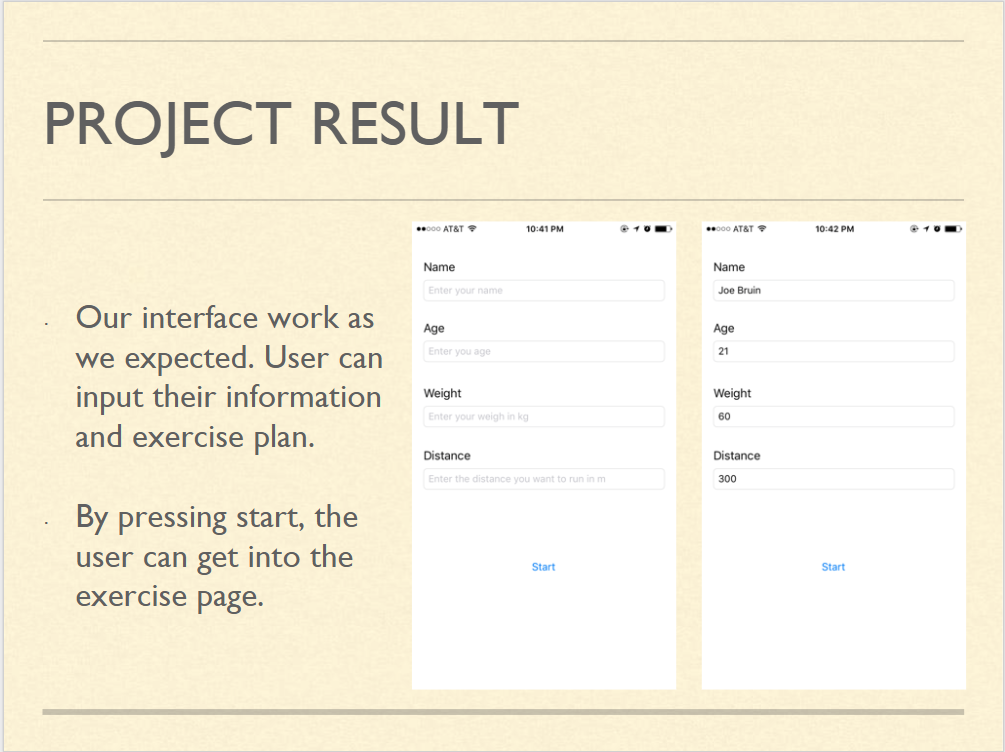 PROJECT RESULT
· Our interface work as
we expected. User can
input their information
and exercise plan.
· By pressing start, the
user can get into the
exercise page.
AT&T 10:41 PM
Name
Enter your name
Age
Enter you age
Weight
Enter your weigh in kg
Distance
Enter the distance you want to run in m
Start
AT&T 10:42 PM
Name
Joe Bruin
Age
21
Weight
60
Distance
300
Start